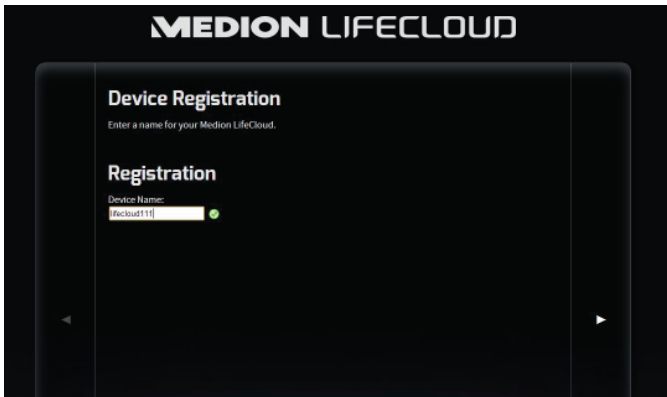 MEDION LIFECLOUD
Device Registration
Enter a name for your Medion LifeCloud.
Registration
Device Name:
lifecloud111